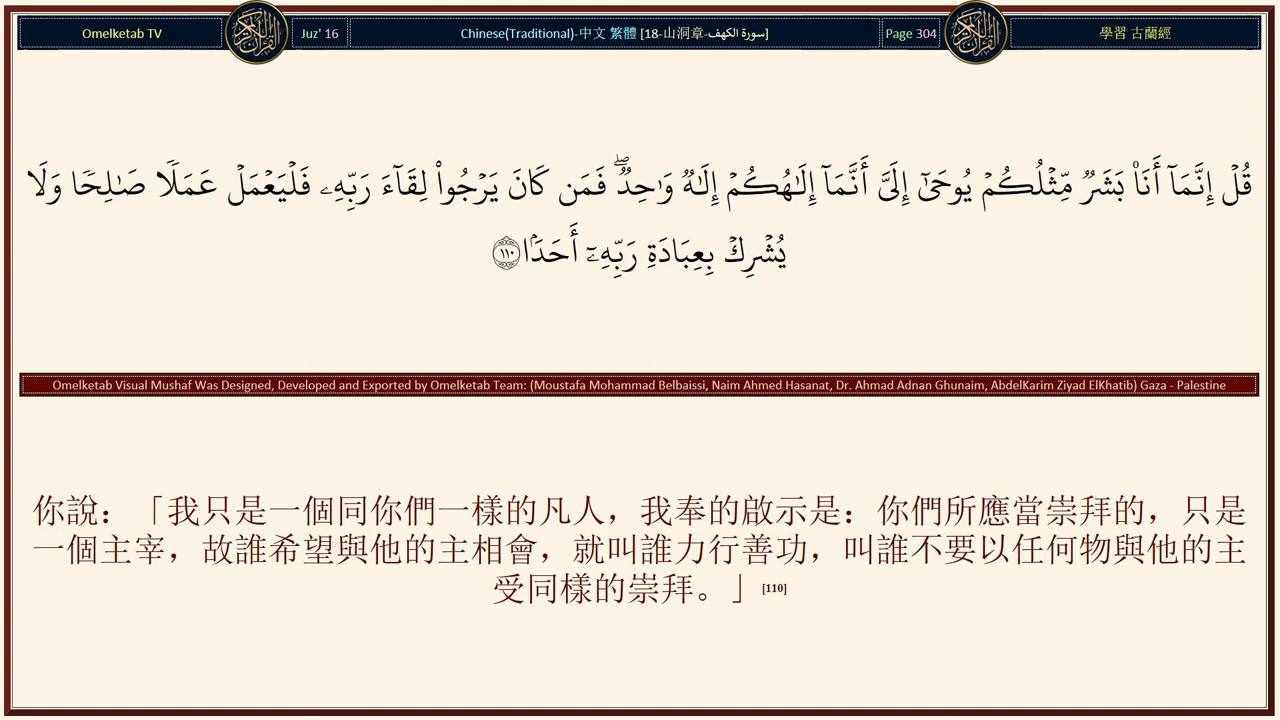 Omelketab TV
Juz' 16
Chinese(Traditional)-中文 繁體 [18-山洞章-سورة الكهف]
Page 304
學習 古蘭經
قُلۡ إِنَّمَآ أَنَا۠ بَشَرٞ مِّثۡلُكُمۡ يُوحَىٰٓ إِلَيَّ أَنَّمَآ إِلَٰهُكُمۡ إِلَٰهٞ وَٰحِدٞۖ فَمَن كَانَ يَرۡجُواْ لِقَآءَ رَبِّهِۦ فَلۡيَعۡمَلۡ عَمَلٗا صَٰلِحٗا وَلَا
يُشۡرِكۡ بِعِبَادَةِ رَبِّهِۦٓ أَحَدَۢا ١١٠
Omelketab Visual Mushaf Was Designed, Developed and Exported by Omelketab Team: (Moustafa Mohammad Belbaissi, Naim Ahmed Hasanat, Dr. Ahmad Adnan Ghunaim, AbdelKarim Ziyad ElKhatib) Gaza - Palestine
你說：「我只是一個同你們一樣的凡人，我奉的啟示是：你們所應當崇拜的，只是
一個主宰，故誰希望與他的主相會，就叫誰力行善功，叫誰不要以任何物與他的主
受同樣的崇拜。」[110]